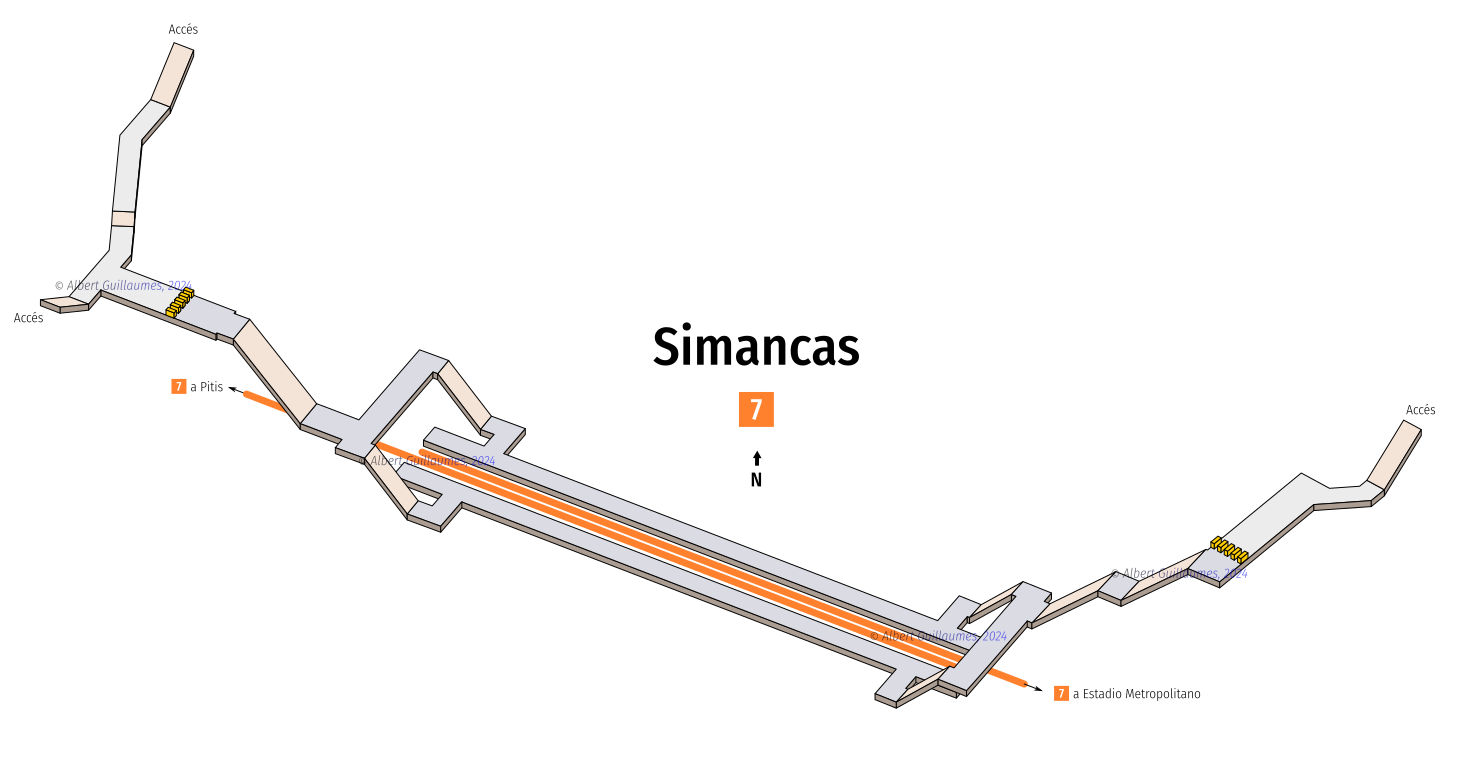 Accés
© Albert Guillaumes, 2024
Accés
Simancas
7 a Pitis
7
Accés
© Albert Guillaumes, 2024
N
© Albert Guillaumes, 2024
© Albert Guillaumes, 2024
7 a Estadio Metropolitano